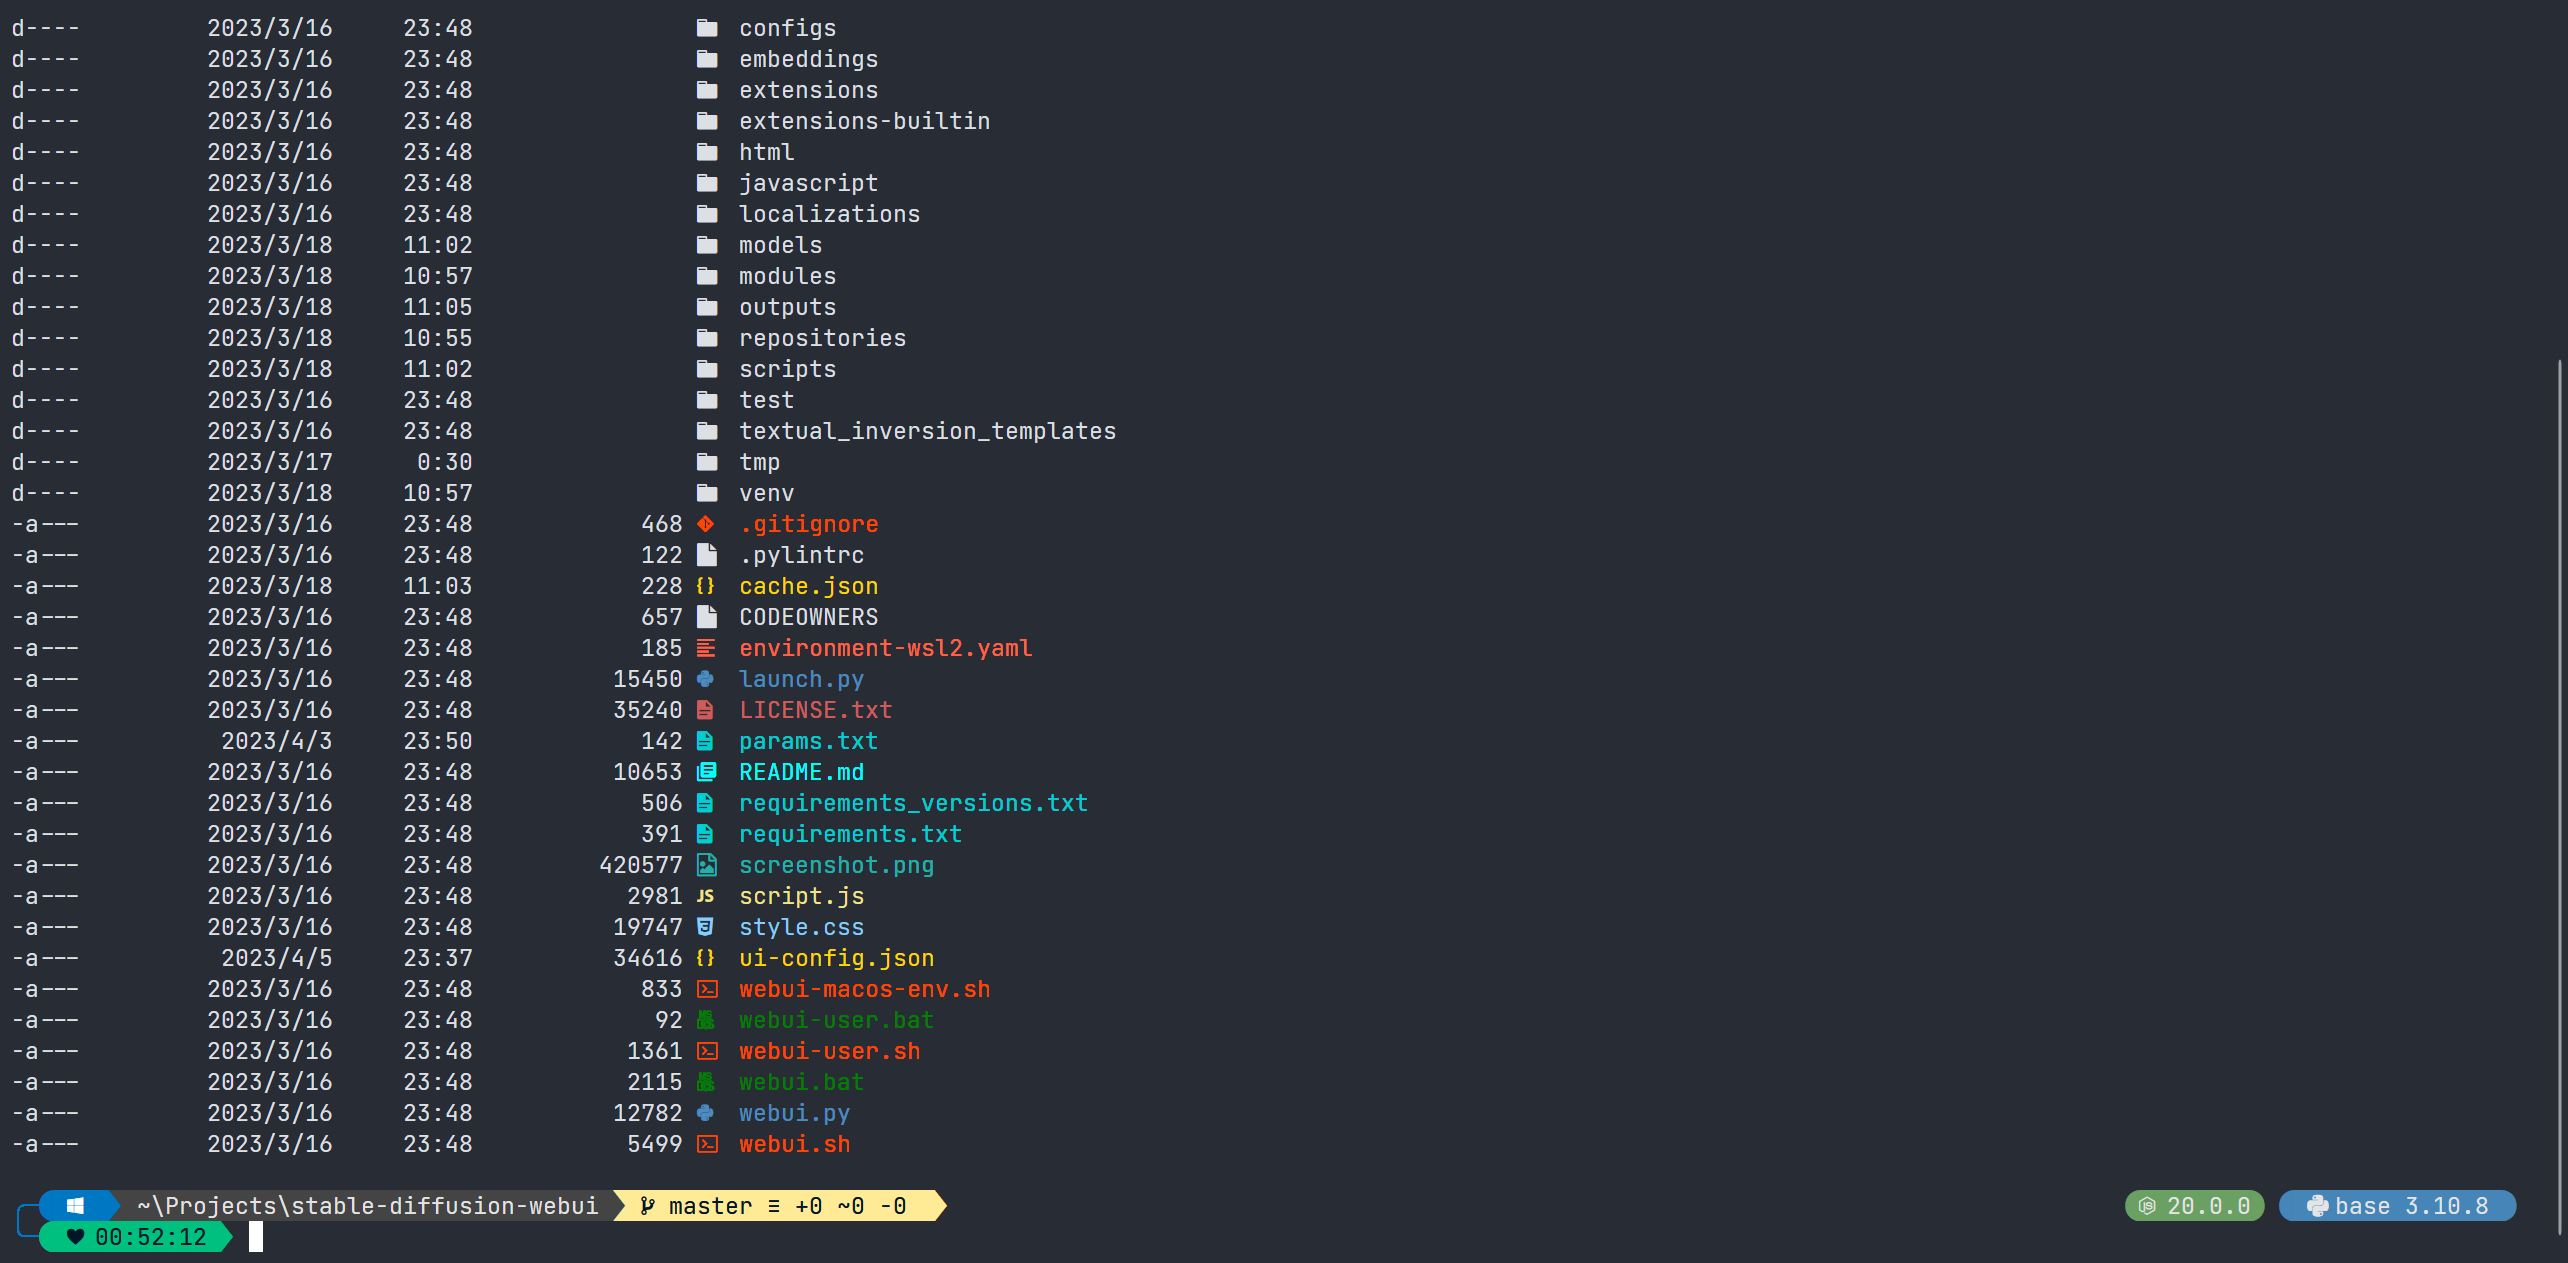 d---- 2023/3/16 23:48 configs
d---- 2023/3/16 23:48 embeddings
d---- 2023/3/16 23:48 extensions
d---- 2023/3/16 23:48 extensions-builtin
d---- 2023/3/16 23:48 html
d---- 2023/3/16 23:48 javascript
d---- 2023/3/16 23:48 localizations
d---- 2023/3/18 11:02 models
d---- 2023/3/18 10:57 modules
d---- 2023/3/18 11:05 outputs
d---- 2023/3/18 10:55 repositories
d---- 2023/3/18 11:02 scripts
d---- 2023/3/16 23:48 test
d---- 2023/3/16 23:48 textual_inversion_templates
d---- 2023/3/17 0:30 tmp
d---- 2023/3/18 10:57 venv
-a--- 2023/3/16 23:48 468 .gitignore
-a--- 2023/3/16 23:48 122 .pylintrc
-a--- 2023/3/18 11:03 228 {} cache.json
-a--- 2023/3/16 23:48 657 CODEOWNERS
-a--- 2023/3/16 23:48 185 environment-wsl2.yaml
-a--- 2023/3/16 23:48 15450 launch.py
-a--- 2023/3/16 23:48 35240 LICENSE.txt
-a--- 2023/4/3 23:50 142 params.txt
-a--- 2023/3/16 23:48 10653 README.md
-a--- 2023/3/16 23:48 506 requirements_versions.txt
-a--- 2023/3/16 23:48 391 requirements.txt
-a--- 2023/3/16 23:48 420577 screenshot.png
-a--- 2023/3/16 23:48 2981 JS script.js
-a--- 2023/3/16 23:48 19747 style.css
-a--- 2023/4/5 23:37 34616 {} ui-config.json
-a--- 2023/3/16 23:48 833 webui-macos-env.sh
-a--- 2023/3/16 23:48 92 webui-user.bat
-a--- 2023/3/16 23:48 1361 webui-user.sh
-a--- 2023/3/16 23:48 2115 webui.bat
-a--- 2023/3/16 23:48 12782 webui.py
-a--- 2023/3/16 23:48 5499 webui.sh
~\Projects\stable-diffusion-webui master ≡ +0 ~0 -0 20.0.0 base 3.10.8
♥ 00:52:12